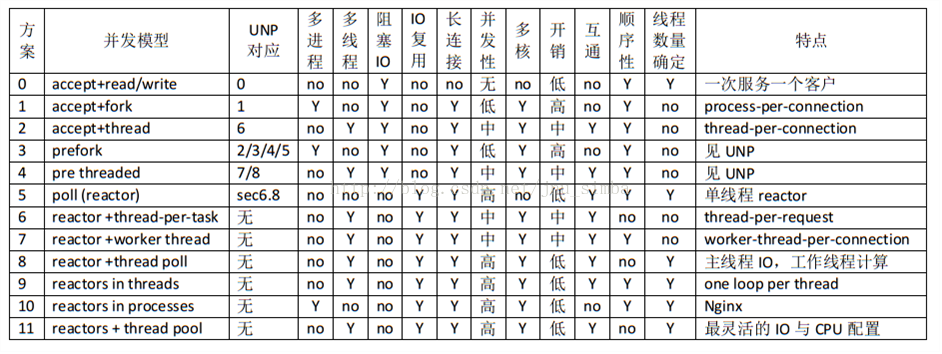 方案 并发模型 UNP对应 多进程 多线程 阻塞IO IO复用 长连接 并发性 多核 开销 互通 顺序性 线程数量确定 特点
0 accept+read/write 0 no no Y no no 无 no 低 no Y Y 一次服务一个客户
1 accept+fork 1 Y no Y no Y 低 Y 高 no Y no process-per-connection
2 accept+thread 6 no Y Y no Y 中 Y 中 Y Y no thread-per-connection
3 prefork 2/3/4/5 Y no Y no Y 低 Y 高 no Y no 见 UNP
4 pre threaded 7/8 no Y Y no Y 中 Y 中 Y Y no 见 UNP
5 poll (reactor) sec6.8 no no no Y Y 高 no 低 Y Y Y 单线程 reactor
6 reactor +thread-per-task 无 no Y no Y Y 中 Y 中 Y no no thread-per-request
7 reactor +worker thread 无 no Y no Y Y 中 Y 中 Y Y no worker-thread-per-connection
8 reactor +thread poll 无 no Y no Y Y 高 Y 低 Y no Y 主线程 IO，工作线程计算
9 reactors in threads 无 no Y no Y Y 高 Y 低 Y Y Y one loop per thread
10 reactors in processes 无 Y no no Y Y 高 Y 低 no Y Y Nginx
11 reactors + thread pool 无 no Y no Y Y 高 Y 低 Y no Y 最灵活的 IO 与 CPU 配置